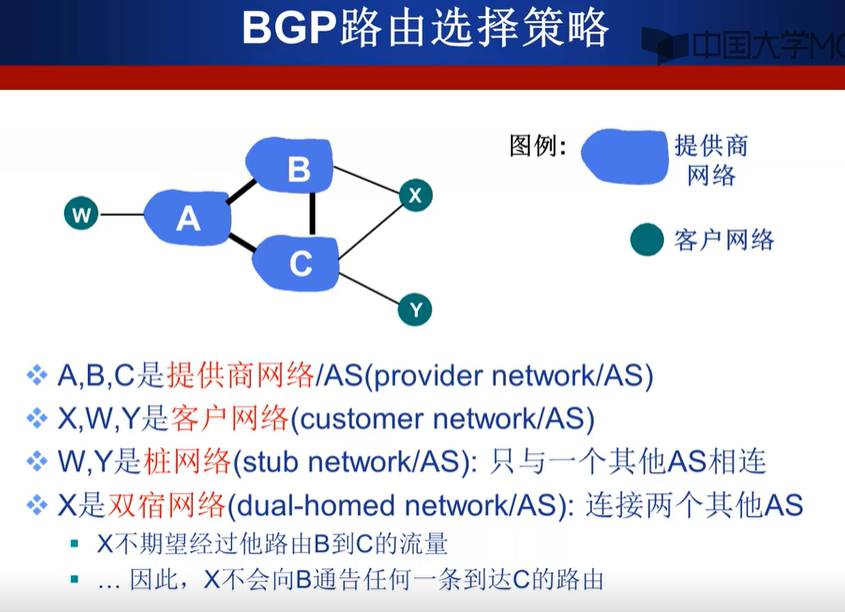 BGP路由选择策略
中国大学MO
图例:
提供商
网络
客户网络
B
A
C
W
X
Y
❖ A,B,C是提供商网络/AS(provider network/AS)
❖ X,W,Y是客户网络(customer network/AS)
❖ W,Y是桩网络(stub network/AS): 只与一个其他AS相连
❖ X是双宿网络(dual-homed network/AS): 连接两个其他AS
▪ X不期望经过他路由B到C的流量
▪ … 因此，X不会向B通告任何一条到达C的路由